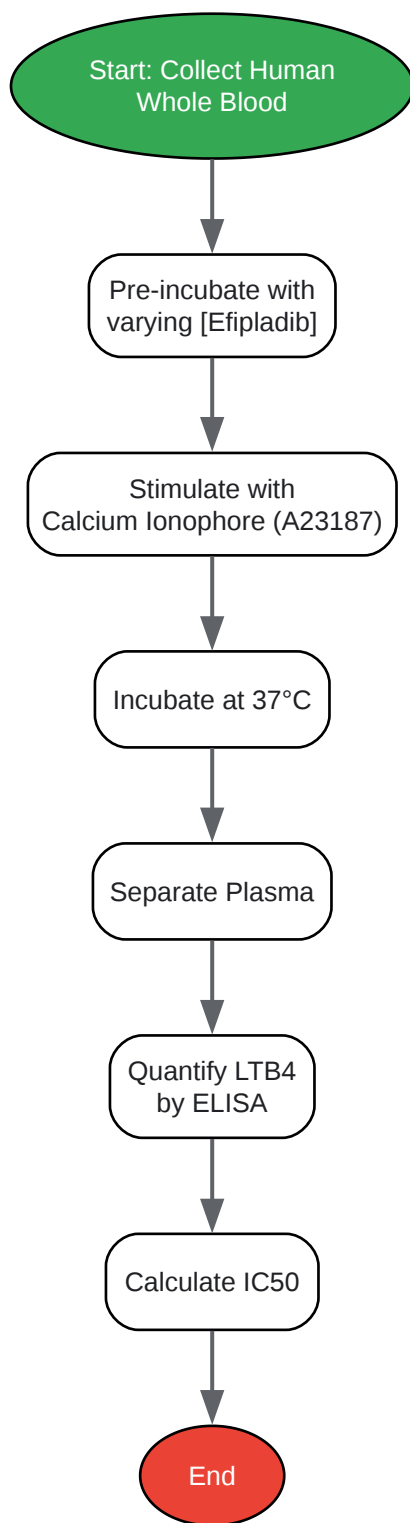 Start: Collect Human
Whole Blood
Pre-incubate with
varying [Efipladib]
Stimulate with
Calcium Ionophore (A23187)
Incubate at 37°C
Separate Plasma
Quantify LTB4
by ELISA
Calculate IC50
End